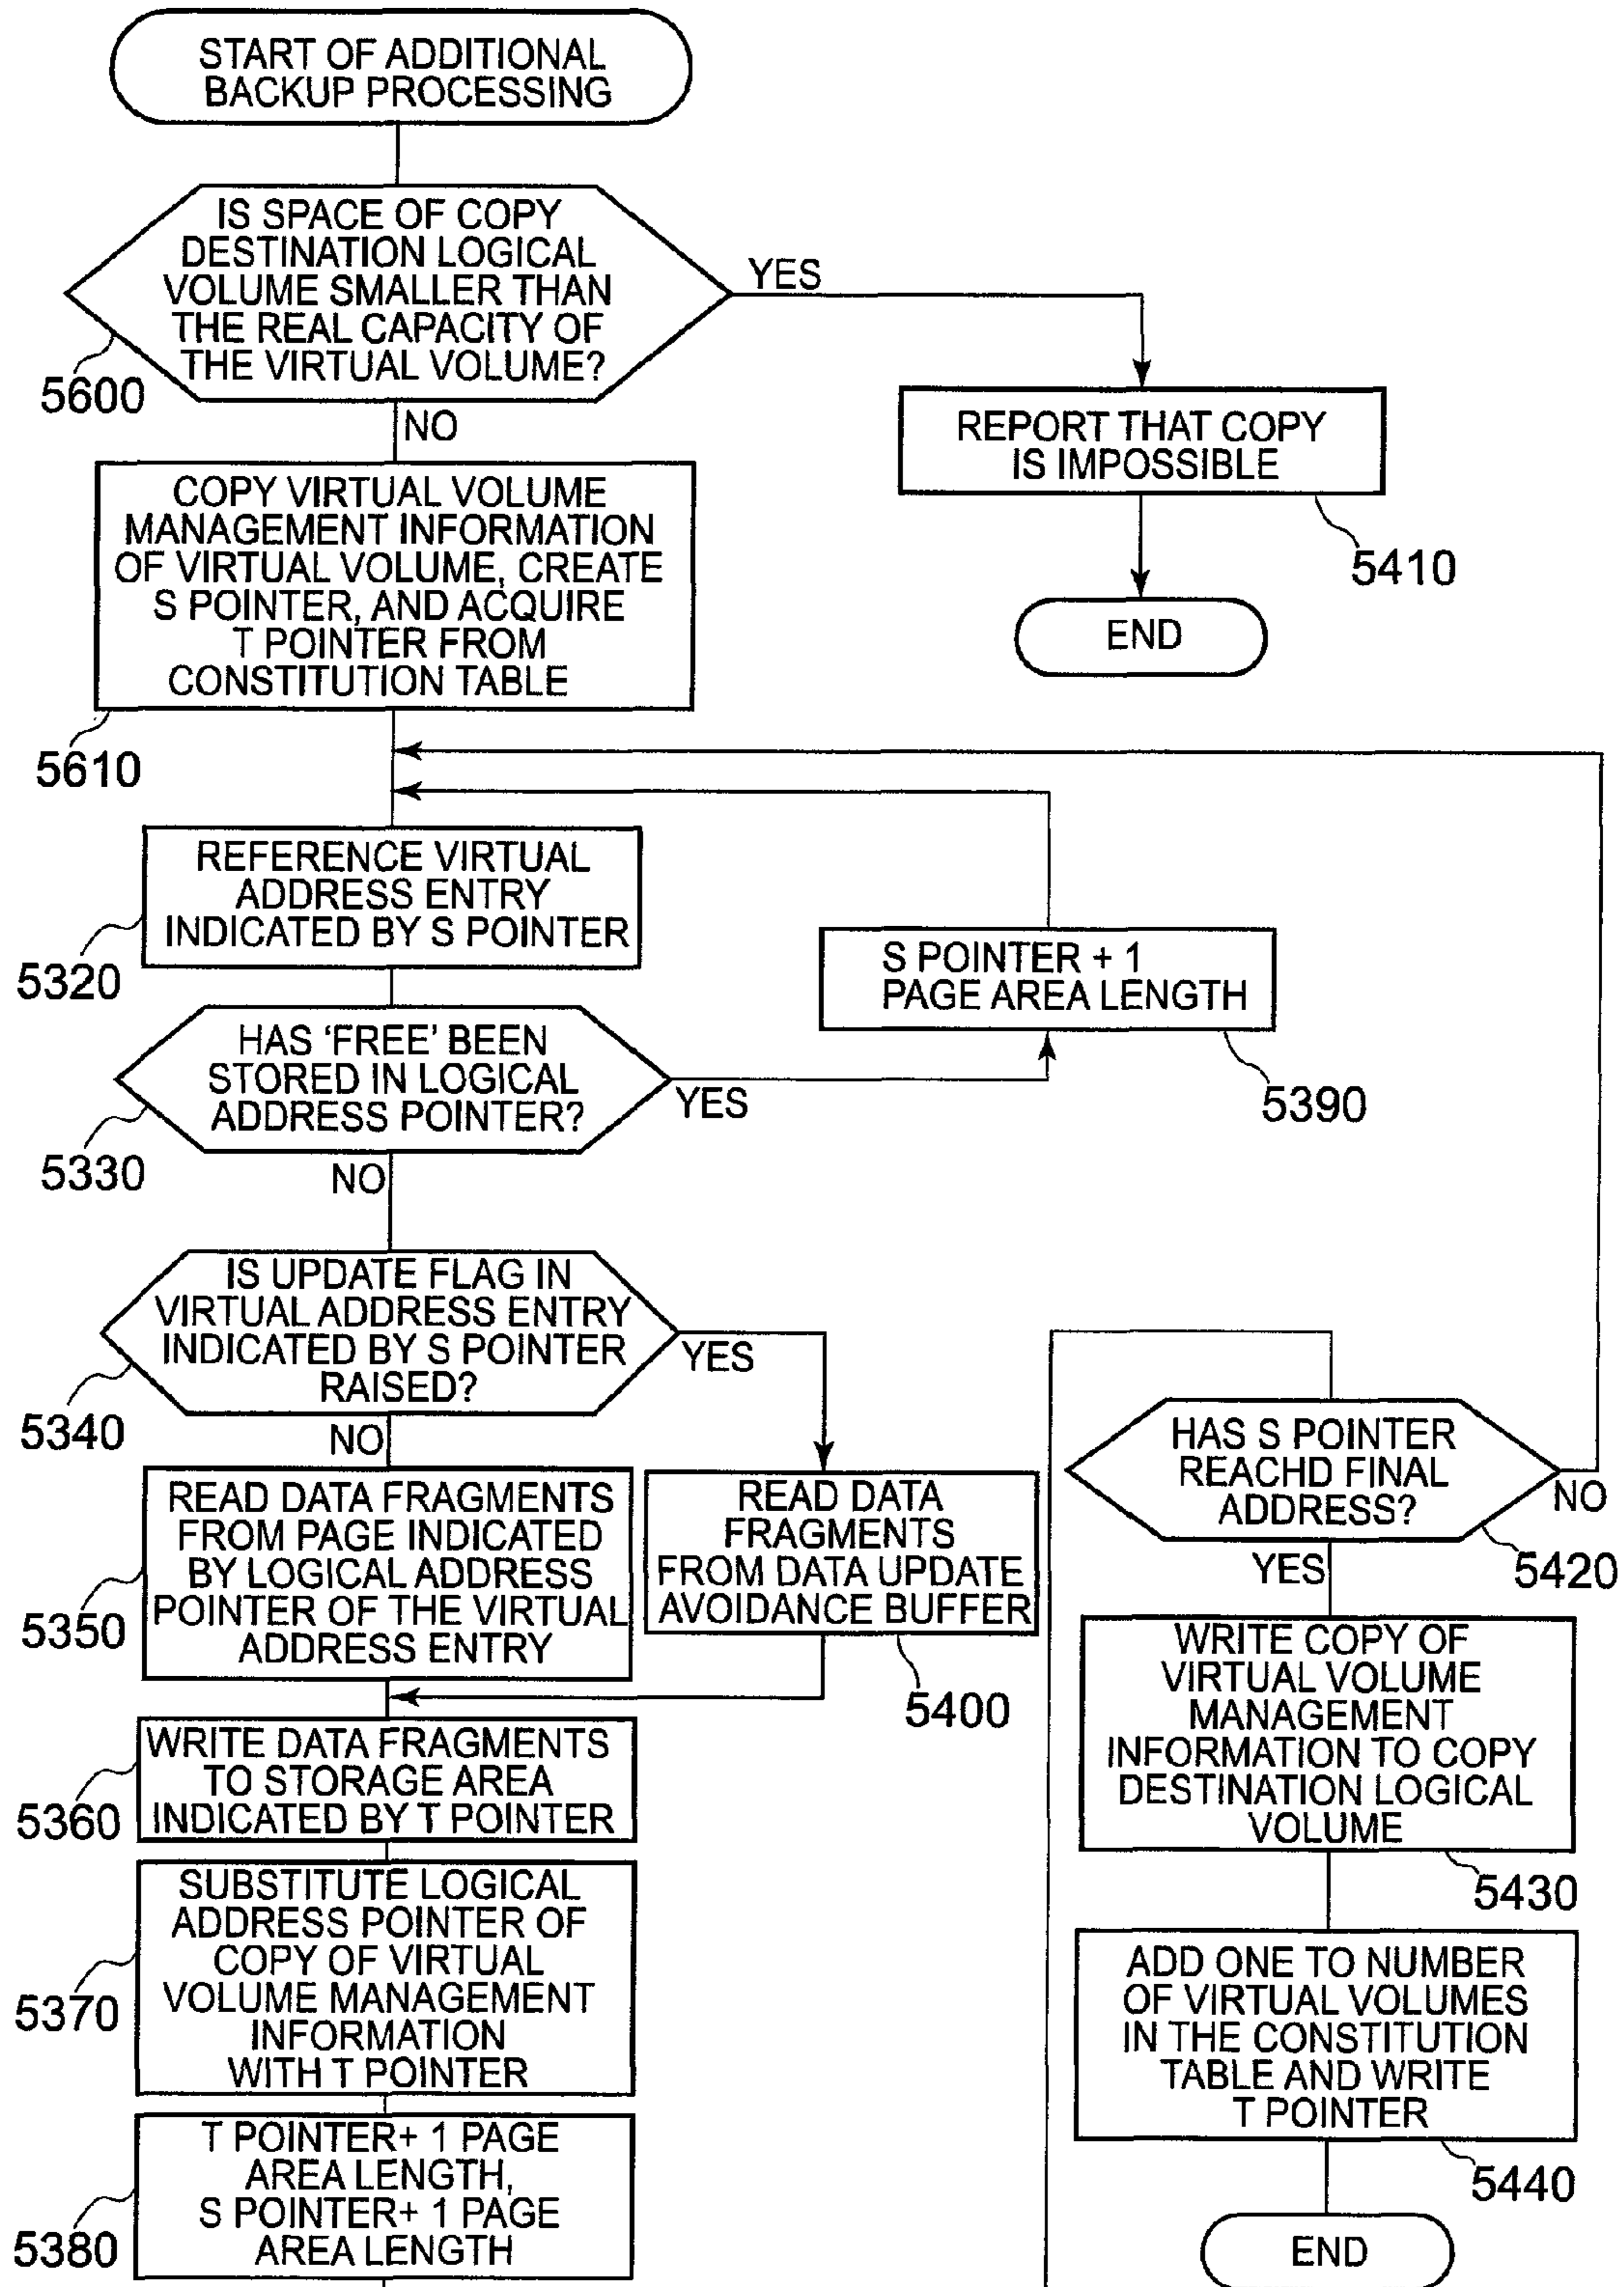 START OF ADDITIONAL
BACKUP PROCESSING
IS SPACE OF COPY
DESTINATION LOGICAL
VOLUME SMALLER THAN
THE REAL CAPACITY OF
THE VIRTUAL VOLUME?
YES
5600
NO
REPORT THAT COPY
IS IMPOSSIBLE
5410
END
COPY VIRTUAL VOLUME
MANAGEMENT INFORMATION
OF VIRTUAL VOLUME, CREATE
S POINTER, AND ACQUIRE
T POINTER FROM
CONSTITUTION TABLE
5610
REFERENCE VIRTUAL
ADDRESS ENTRY
INDICATED BY S POINTER
5320
S POINTER + 1
PAGE AREA LENGTH
5390
HAS ‘FREE’ BEEN
STORED IN LOGICAL
ADDRESS POINTER?
YES
5330
NO
IS UPDATE FLAG IN
VIRTUAL ADDRESS ENTRY
INDICATED BY S POINTER
RAISED?
YES
5340
NO
READ DATA FRAGMENTS
FROM PAGE INDICATED
BY LOGICAL ADDRESS
POINTER OF THE VIRTUAL
ADDRESS ENTRY
5350
READ DATA
FRAGMENTS
FROM DATA UPDATE
AVOIDANCE BUFFER
5400
WRITE DATA FRAGMENTS
TO STORAGE AREA
INDICATED BY T POINTER
5360
SUBSTITUTE LOGICAL
ADDRESS POINTER OF
COPY OF VIRTUAL
VOLUME MANAGEMENT
INFORMATION
WITH T POINTER
5370
T POINTER+ 1 PAGE
AREA LENGTH,
S POINTER+ 1 PAGE
AREA LENGTH
5380
HAS S POINTER
REACHD FINAL
ADDRESS?
NO
5420
YES
WRITE COPY OF
VIRTUAL VOLUME
MANAGEMENT
INFORMATION TO COPY
DESTINATION LOGICAL
VOLUME
5430
ADD ONE TO NUMBER
OF VIRTUAL VOLUMES
IN THE CONSTITUTION
TABLE AND WRITE
T POINTER
5440
END